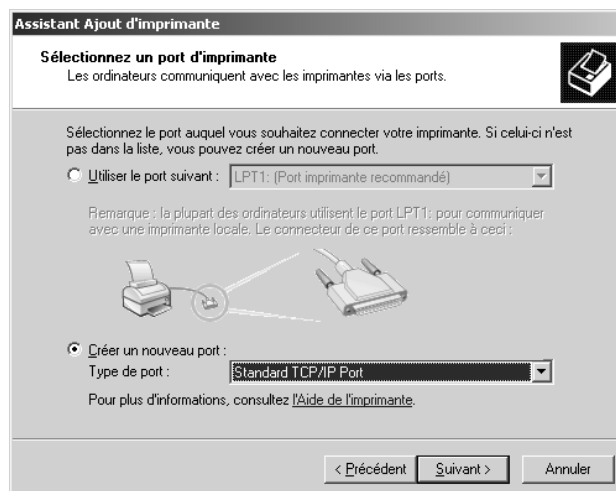 Assistant Ajout d'imprimante
Sélectionnez un port d'imprimante
Les ordinateurs communiquent avec les imprimantes via les ports.
Sélectionnez le port auquel vous souhaitez connecter votre imprimante. Si celui-ci n'est
pas dans la liste, vous pouvez créer un nouveau port.
Utiliser le port suivant : LPT1: (Port imprimante recommandé)
Remarque : la plupart des ordinateurs utilisent le port LPT1: pour communiquer
avec une imprimante locale. Le connecteur de ce port ressemble à ceci :
Créer un nouveau port :
Type de port : Standard TCP/IP Port
Pour plus d'informations, consultez l'Aide de l'imprimante.
< Précédent Suivant > Annuler